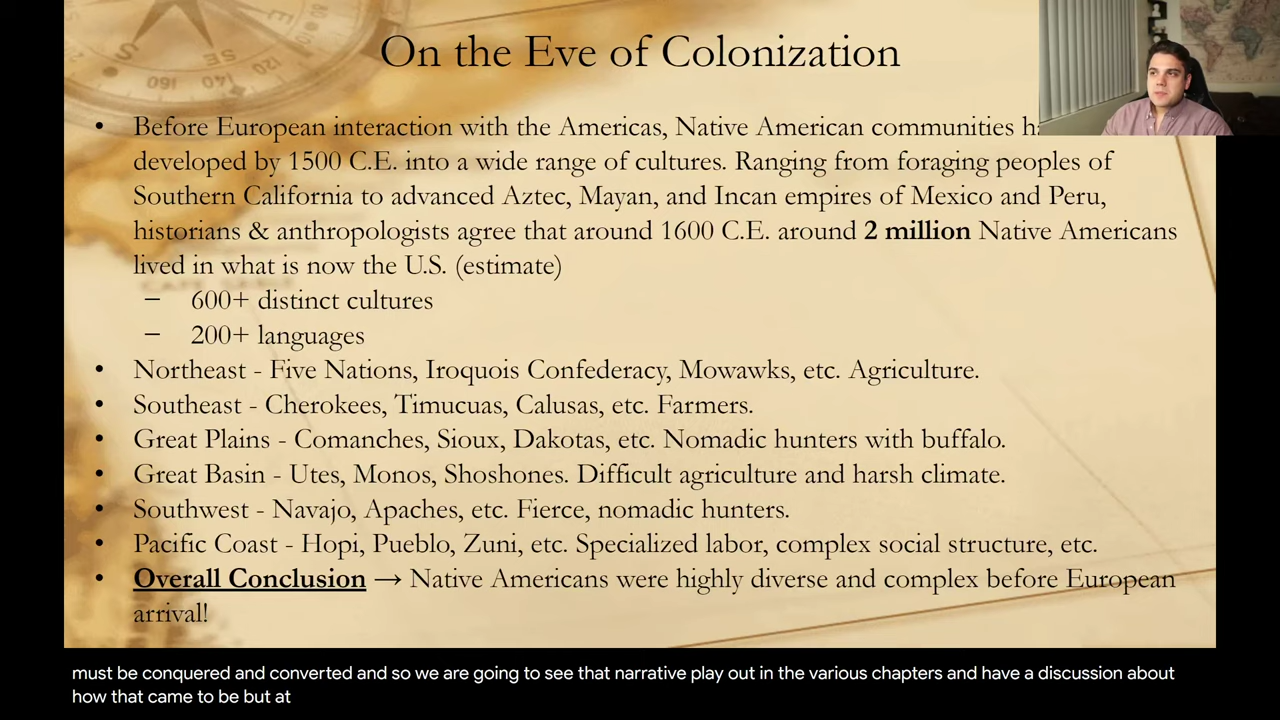 On the Eve of Colonization
• Before European interaction with the Americas, Native American communities
developed by 1500 C.E. into a wide range of cultures. Ranging from foraging peoples of
Southern California to advanced Aztec, Mayan, and Incan empires of Mexico and Peru,
historians & anthropologists agree that around 1600 C.E. around 2 million Native Americans
lived in what is now the U.S. (estimate)
– 600+ distinct cultures
– 200+ languages
• Northeast - Five Nations, Iroquois Confederacy, Mowawks, etc. Agriculture.
• Southeast - Cherokees, Timucuas, Calusas, etc. Farmers.
• Great Plains - Comanches, Sioux, Dakotas, etc. Nomadic hunters with buffalo.
• Great Basin - Utes, Monos, Shoshones. Difficult agriculture and harsh climate.
• Southwest - Navajo, Apaches, etc. Fierce, nomadic hunters.
• Pacific Coast - Hopi, Pueblo, Zuni, etc. Specialized labor, complex social structure, etc.
• Overall Conclusion → Native Americans were highly diverse and complex before European
arrival!
must be conquered and converted and so we are going to see that narrative play out in the various chapters and have a discussion about
how that came to be but at